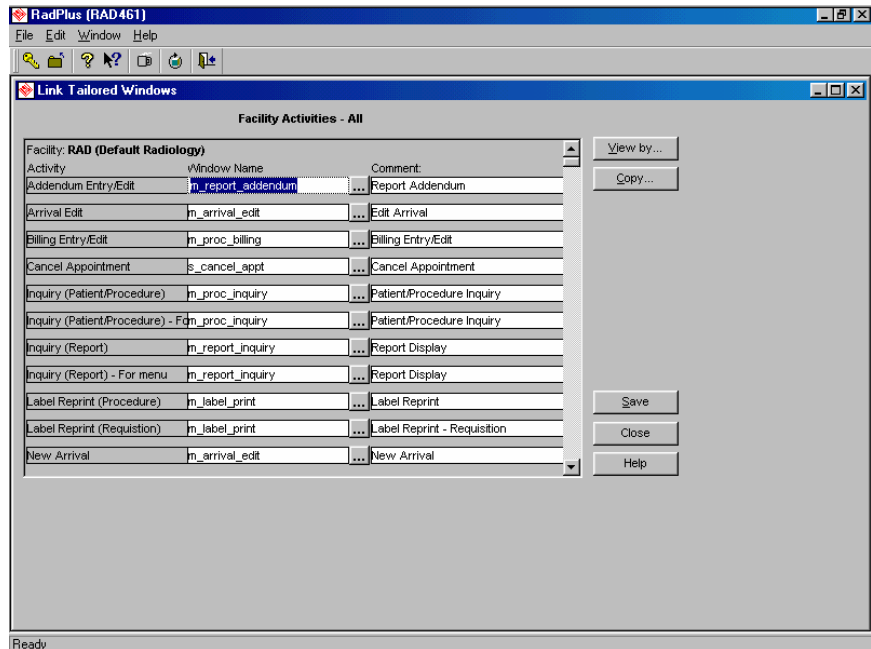 RadPlus (RAD461)
File Edit Window Help
Link Tailored Windows
Facility Activities - All
Facility: RAD (Default Radiology)
View by...
Activity Window Name Comment:
Addendum Entry/Edit m_report_addendum ... Report Addendum
Copy...
Arrival Edit m_arrival_edit ... Edit Arrival
Billing Entry/Edit m_proc_billing ... Billing Entry/Edit
Cancel Appointment s_cancel_appt ... Cancel Appointment
Inquiry (Patient/Procedure) m_proc_inquiry ... Patient/Procedure Inquiry
Inquiry (Patient/Procedure) - Fo m_proc_inquiry ... Patient/Procedure Inquiry
Inquiry (Report) m_report_inquiry ... Report Display
Inquiry (Report) - For menu m_report_inquiry ... Report Display
Label Reprint (Procedure) m_label_print ... Label Reprint
Save
Label Reprint (Requistion) m_label_print ... Label Reprint - Requisition
Close
New Arrival m_arrival_edit ... New Arrival
Help
Ready